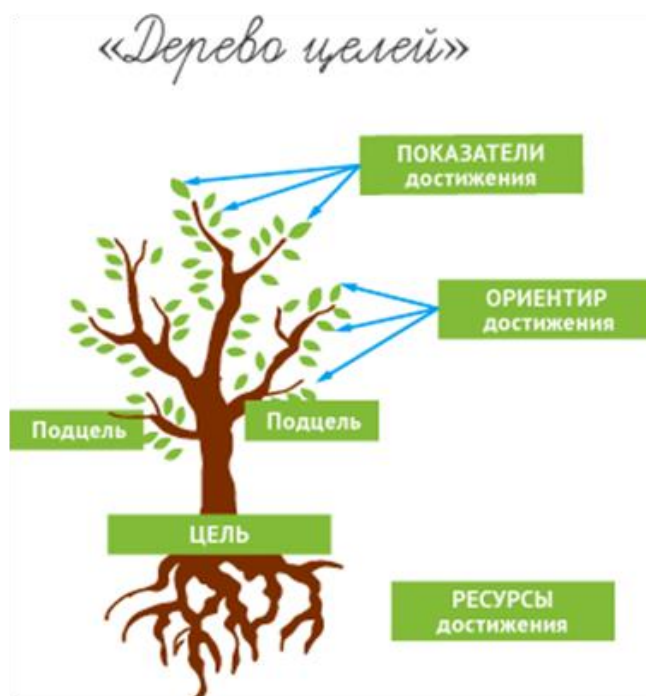 «Дерево целей»
ПОКАЗАТЕЛИ
достижения
ОРИЕНТИР
достижения
Подцель
Подцель
ЦЕЛЬ
РЕСУРСЫ
достижения